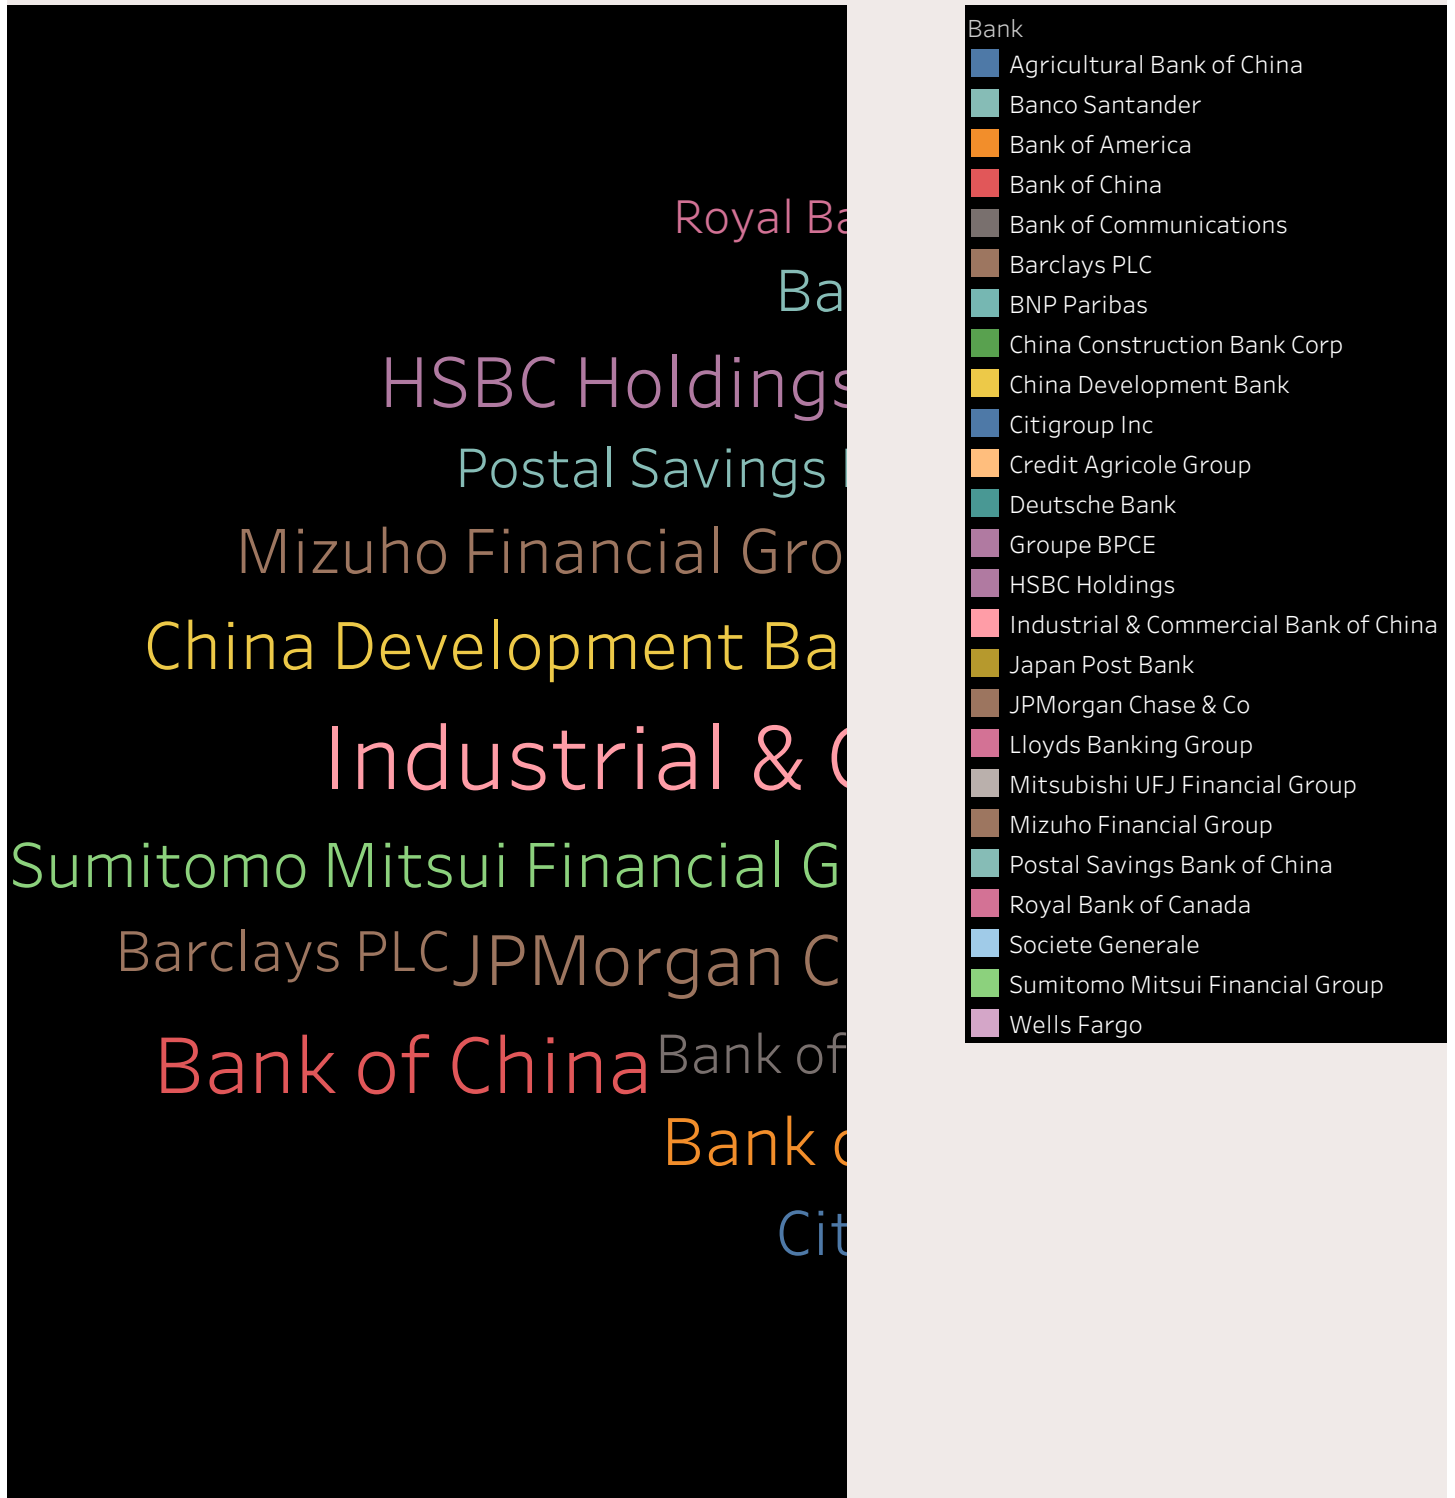 Royal Ba
Ba
HSBC Holdings
Postal Savings
Mizuho Financial Gro
China Development Ba
Industrial &
Sumitomo Mitsui Financial G
Barclays PLC JPMorgan C
Bank of China Bank of
Bank
Cit
Bank
Agricultural Bank of China
Banco Santander
Bank of America
Bank of China
Bank of Communications
Barclays PLC
BNP Paribas
China Construction Bank Corp
China Development Bank
Citigroup Inc
Credit Agricole Group
Deutsche Bank
Groupe BPCE
HSBC Holdings
Industrial & Commercial Bank of China
Japan Post Bank
JPMorgan Chase & Co
Lloyds Banking Group
Mitsubishi UFJ Financial Group
Mizuho Financial Group
Postal Savings Bank of China
Royal Bank of Canada
Societe Generale
Sumitomo Mitsui Financial Group
Wells Fargo